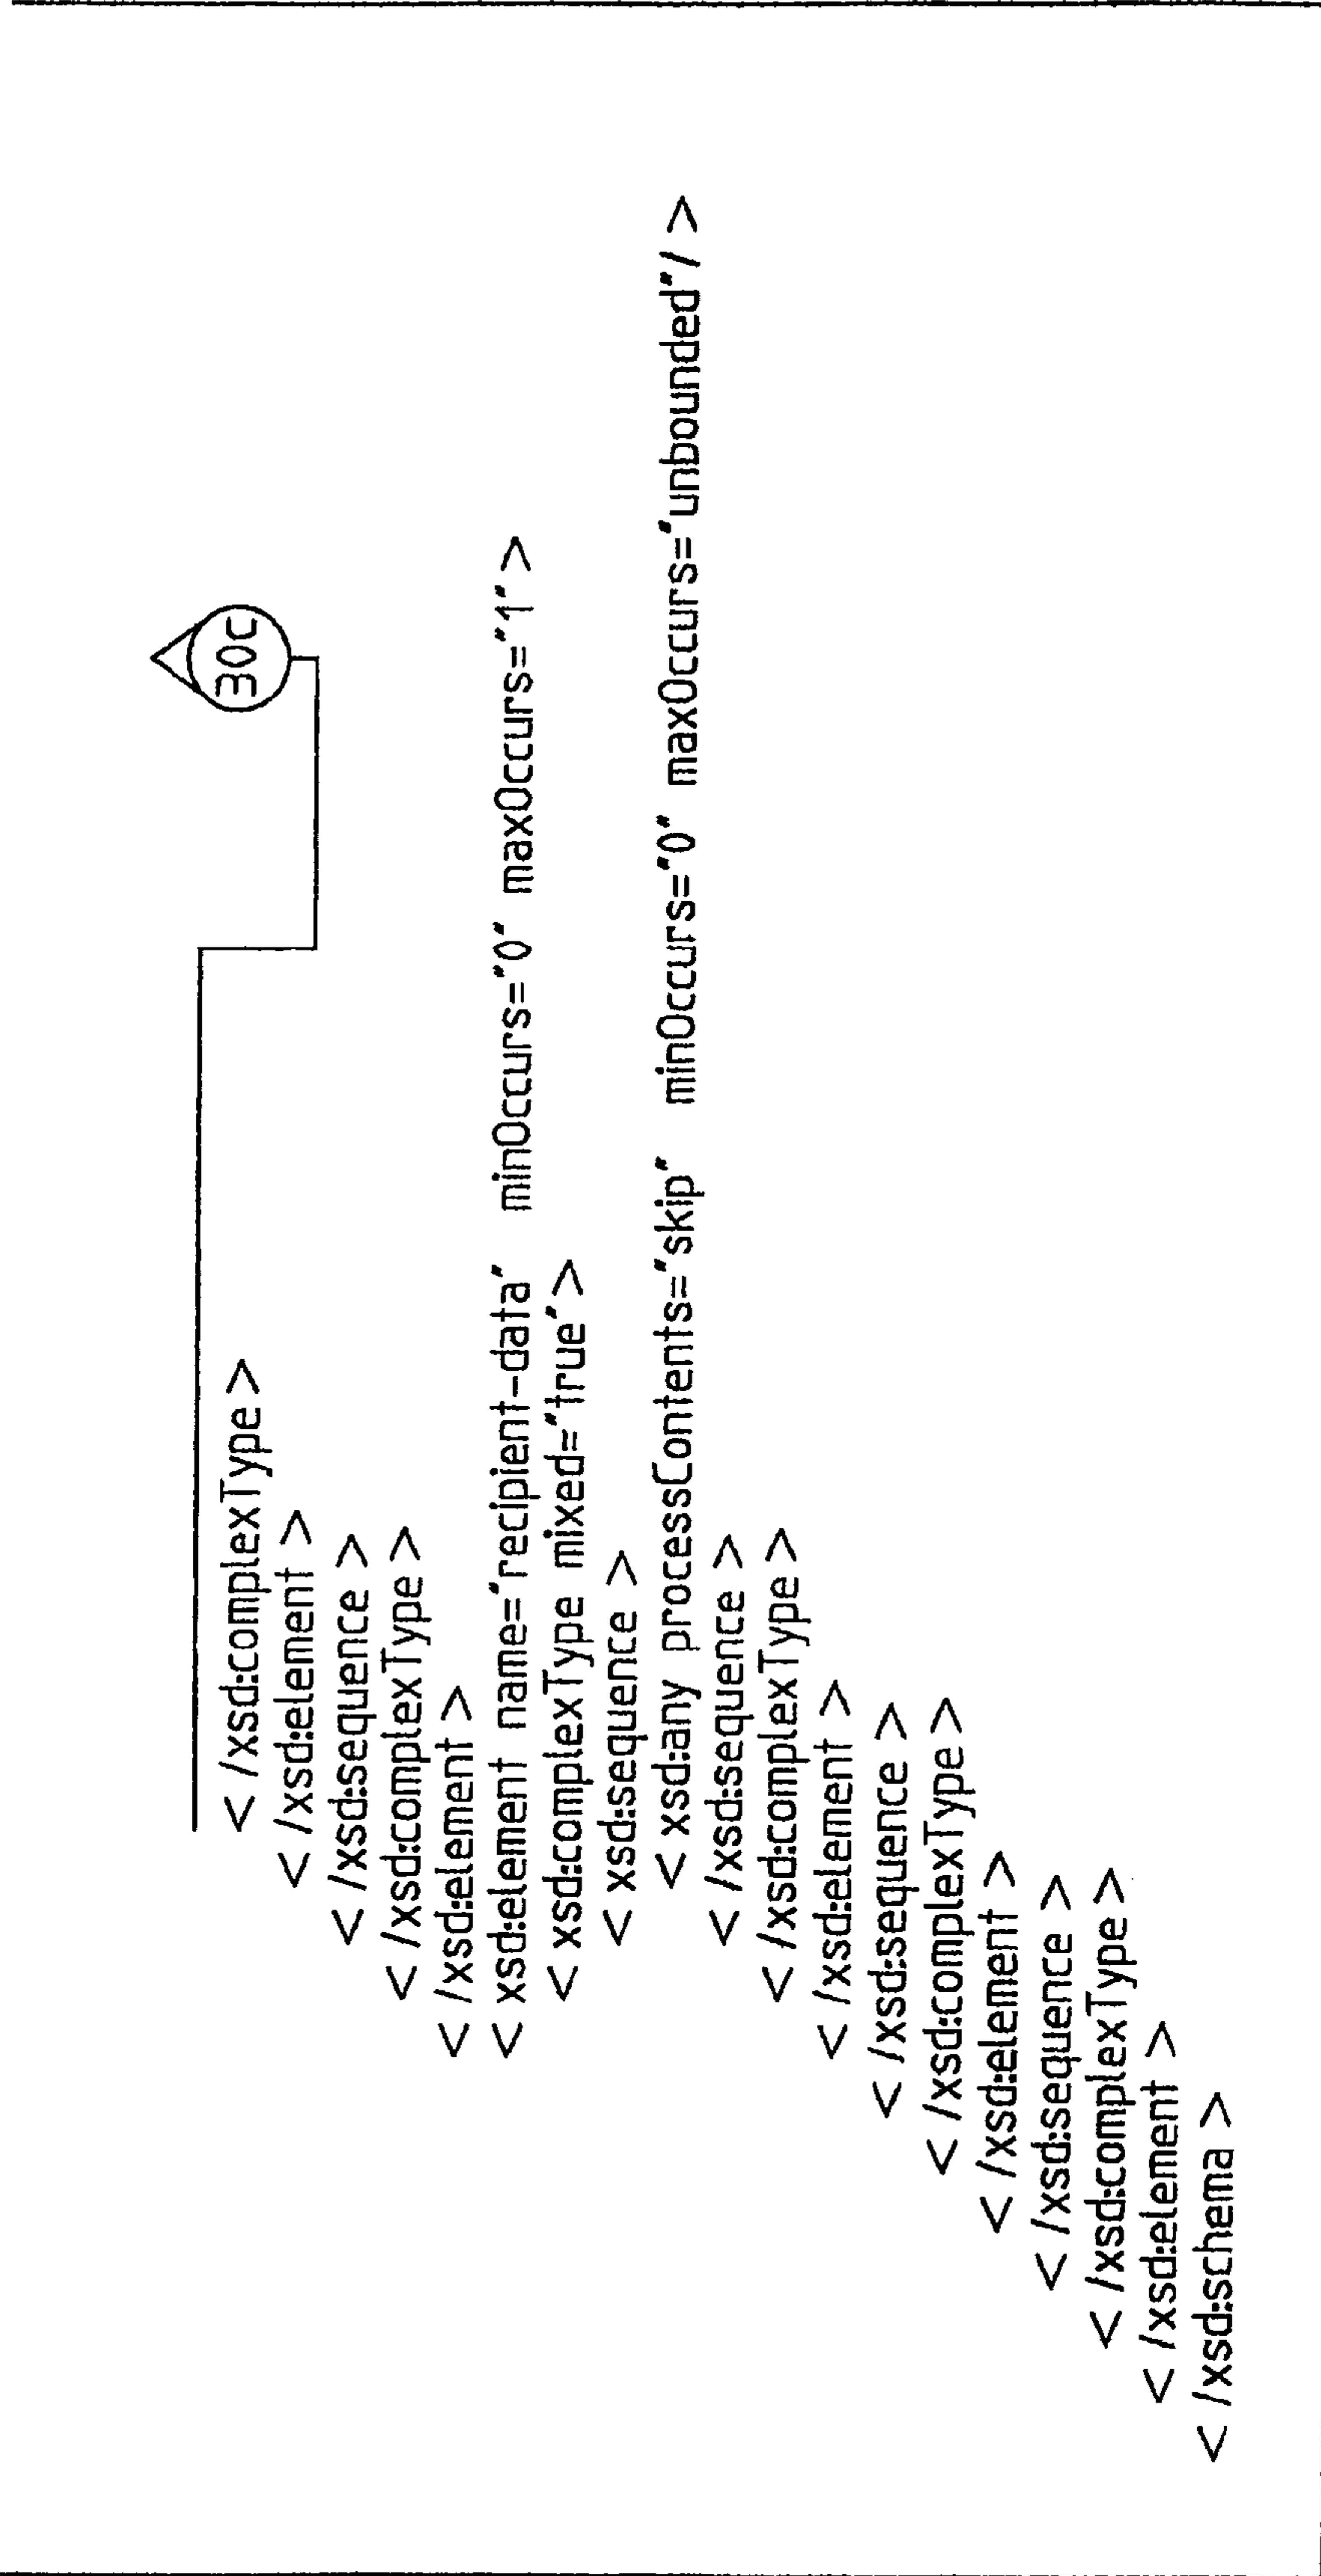 30c
< /xsd:complexType >
< /xsd:element >
< /xsd:sequence >
< /xsd:complexType >
< /xsd:element >
< xsd:element name="recipient-data" minOccurs="0" maxOccurs="1" >
< xsd:complexType mixed="true" >
< xsd:sequence >
< xsd:any processContents="skip" minOccurs="0" maxOccurs="unbounded"/ >
< /xsd:sequence >
< /xsd:complexType >
< /xsd:element >
< /xsd:sequence >
< /xsd:complexType >
< /xsd:element >
< /xsd:sequence >
< /xsd:complexType >
< /xsd:element >
< /xsd:schema >